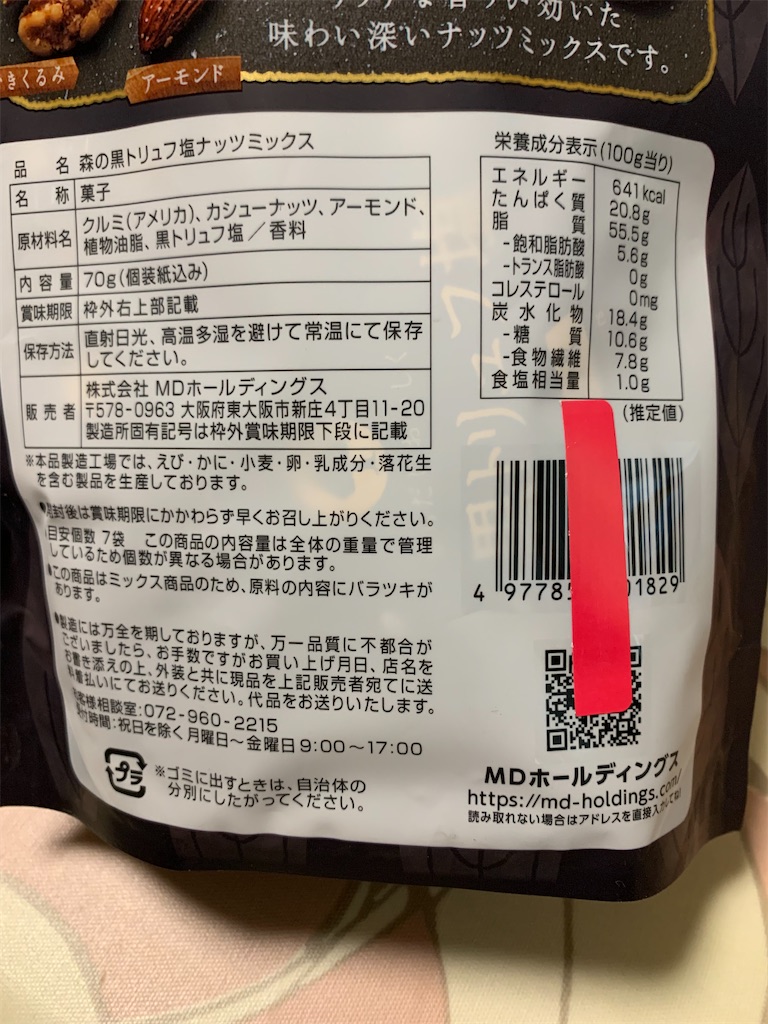 い効いた
味わい深いナッツミックスです。
きくるみ
アーモンド
品名 森の黒トリュフ塩ナッツミックス
名称 菓子
原材料名 クルミ(アメリカ)、カシューナッツ、アーモンド、
植物油脂、黒トリュフ塩／香料
内容量 70g(個装紙込み)
賞味期限 枠外右上部記載
保存方法 直射日光、高温多湿を避けて常温にて保存
してください。
販売者 株式会社 MDホールディングス
〒578-0963 大阪府東大阪市新庄4丁目11-20
製造所固有記号は枠外賞味期限下段に記載
※本品製造工場では、えび・かに・小麦・卵・乳成分・落花生
を含む製品を生産しております。
封後は賞味期限にかかわらず早くお召し上がりください。
目安個数 7袋 この商品の内容量は全体の重量で管理
しているため個数が異なる場合があります。
●この商品はミックス商品のため、原料の内容にバラツキが
あります。
●製造には万全を期しておりますが、万一品質に不都合が
ございましたら、お手数ですがお買い上げ月日、店名を
お書き添えの上、外装と共に現品を上記販売者宛てに送
料着払いにてお送りください。代品をお送りいたします。
客様相談室:072-960-2215
付時間:祝日を除く月曜日～金曜日9:00～17:00
プラ
※ゴミに出すときは、自治体の
分別にしたがってください。
栄養成分表示(100g当り)
エネルギー 641kcal
たんぱく質 20.8g
脂質 55.5g
-飽和脂肪酸 5.6g
-トランス脂肪酸 0g
コレステロール 0mg
炭水化物 18.4g
-糖質 10.6g
-食物繊維 7.8g
食塩相当量 1.0g
(推定値)
4 97785 01829
MDホールディングス
https://md-holdings.com/
読み取れない場合はアドレスを直接入力してね